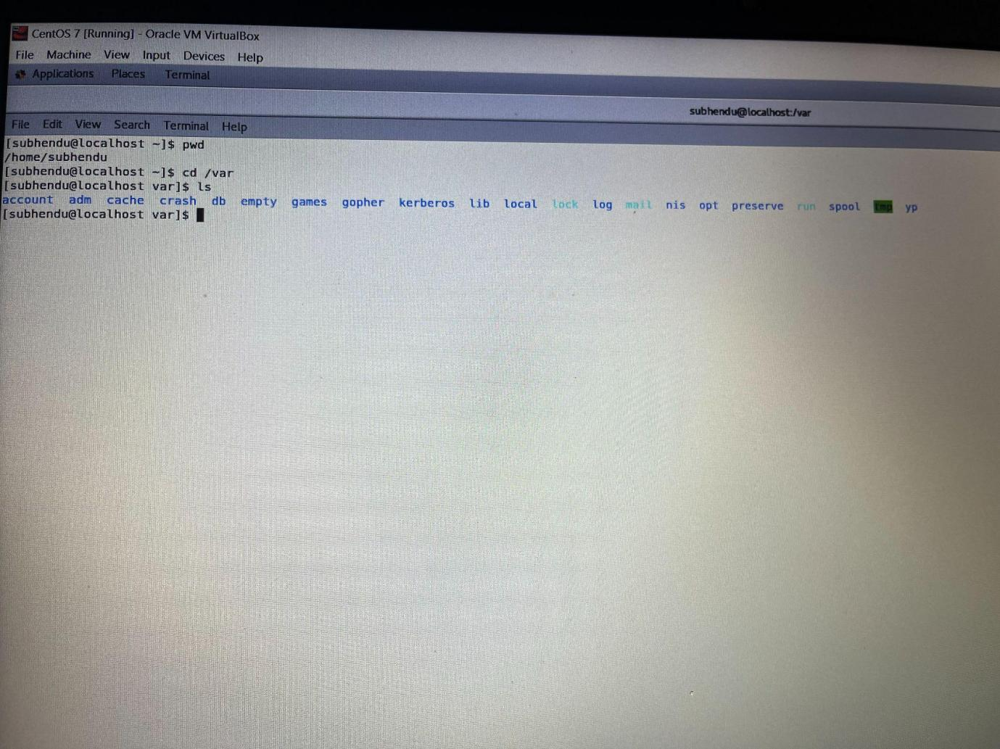 CentOS 7 [Running] - Oracle VM VirtualBox
File Machine View Input Devices Help
Applications Places Terminal
subhendu@localhost:/var
File Edit View Search Terminal Help
[subhendu@localhost ~]$ pwd
/home/subhendu
[subhendu@localhost ~]$ cd /var
[subhendu@localhost var]$ ls
account adm cache crash db empty games gopher kerberos lib local lock log mail nis opt preserve run spool tmp yp
[subhendu@localhost var]$